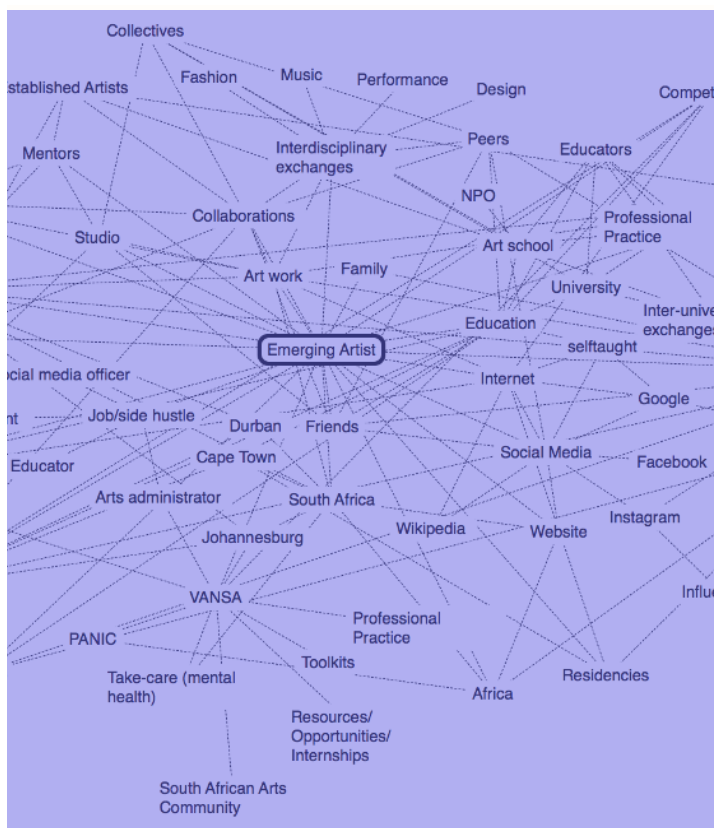 Collectives
Fashion
Music
Performance
Design
stablished Artists
Compet
Mentors
Interdisciplinary
exchanges
Peers
Educators
NPO
Collaborations
Professional
Practice
Studio
Art school
Art work
Family
University
Inter-unive
exchanges
Education
Emerging Artist
selftaught
ocial media officer
Internet
Google
nt
Job/side hustle
Durban
Friends
Educator
Cape Town
Social Media
Facebook
Arts administrator
South Africa
Johannesburg
Wikipedia
Website
Instagram
VANSA
Influe
PANIC
Professional
Practice
Take-care (mental
health)
Toolkits
Africa
Residencies
Resources/
Opportunities/
Internships
South African Arts
Community